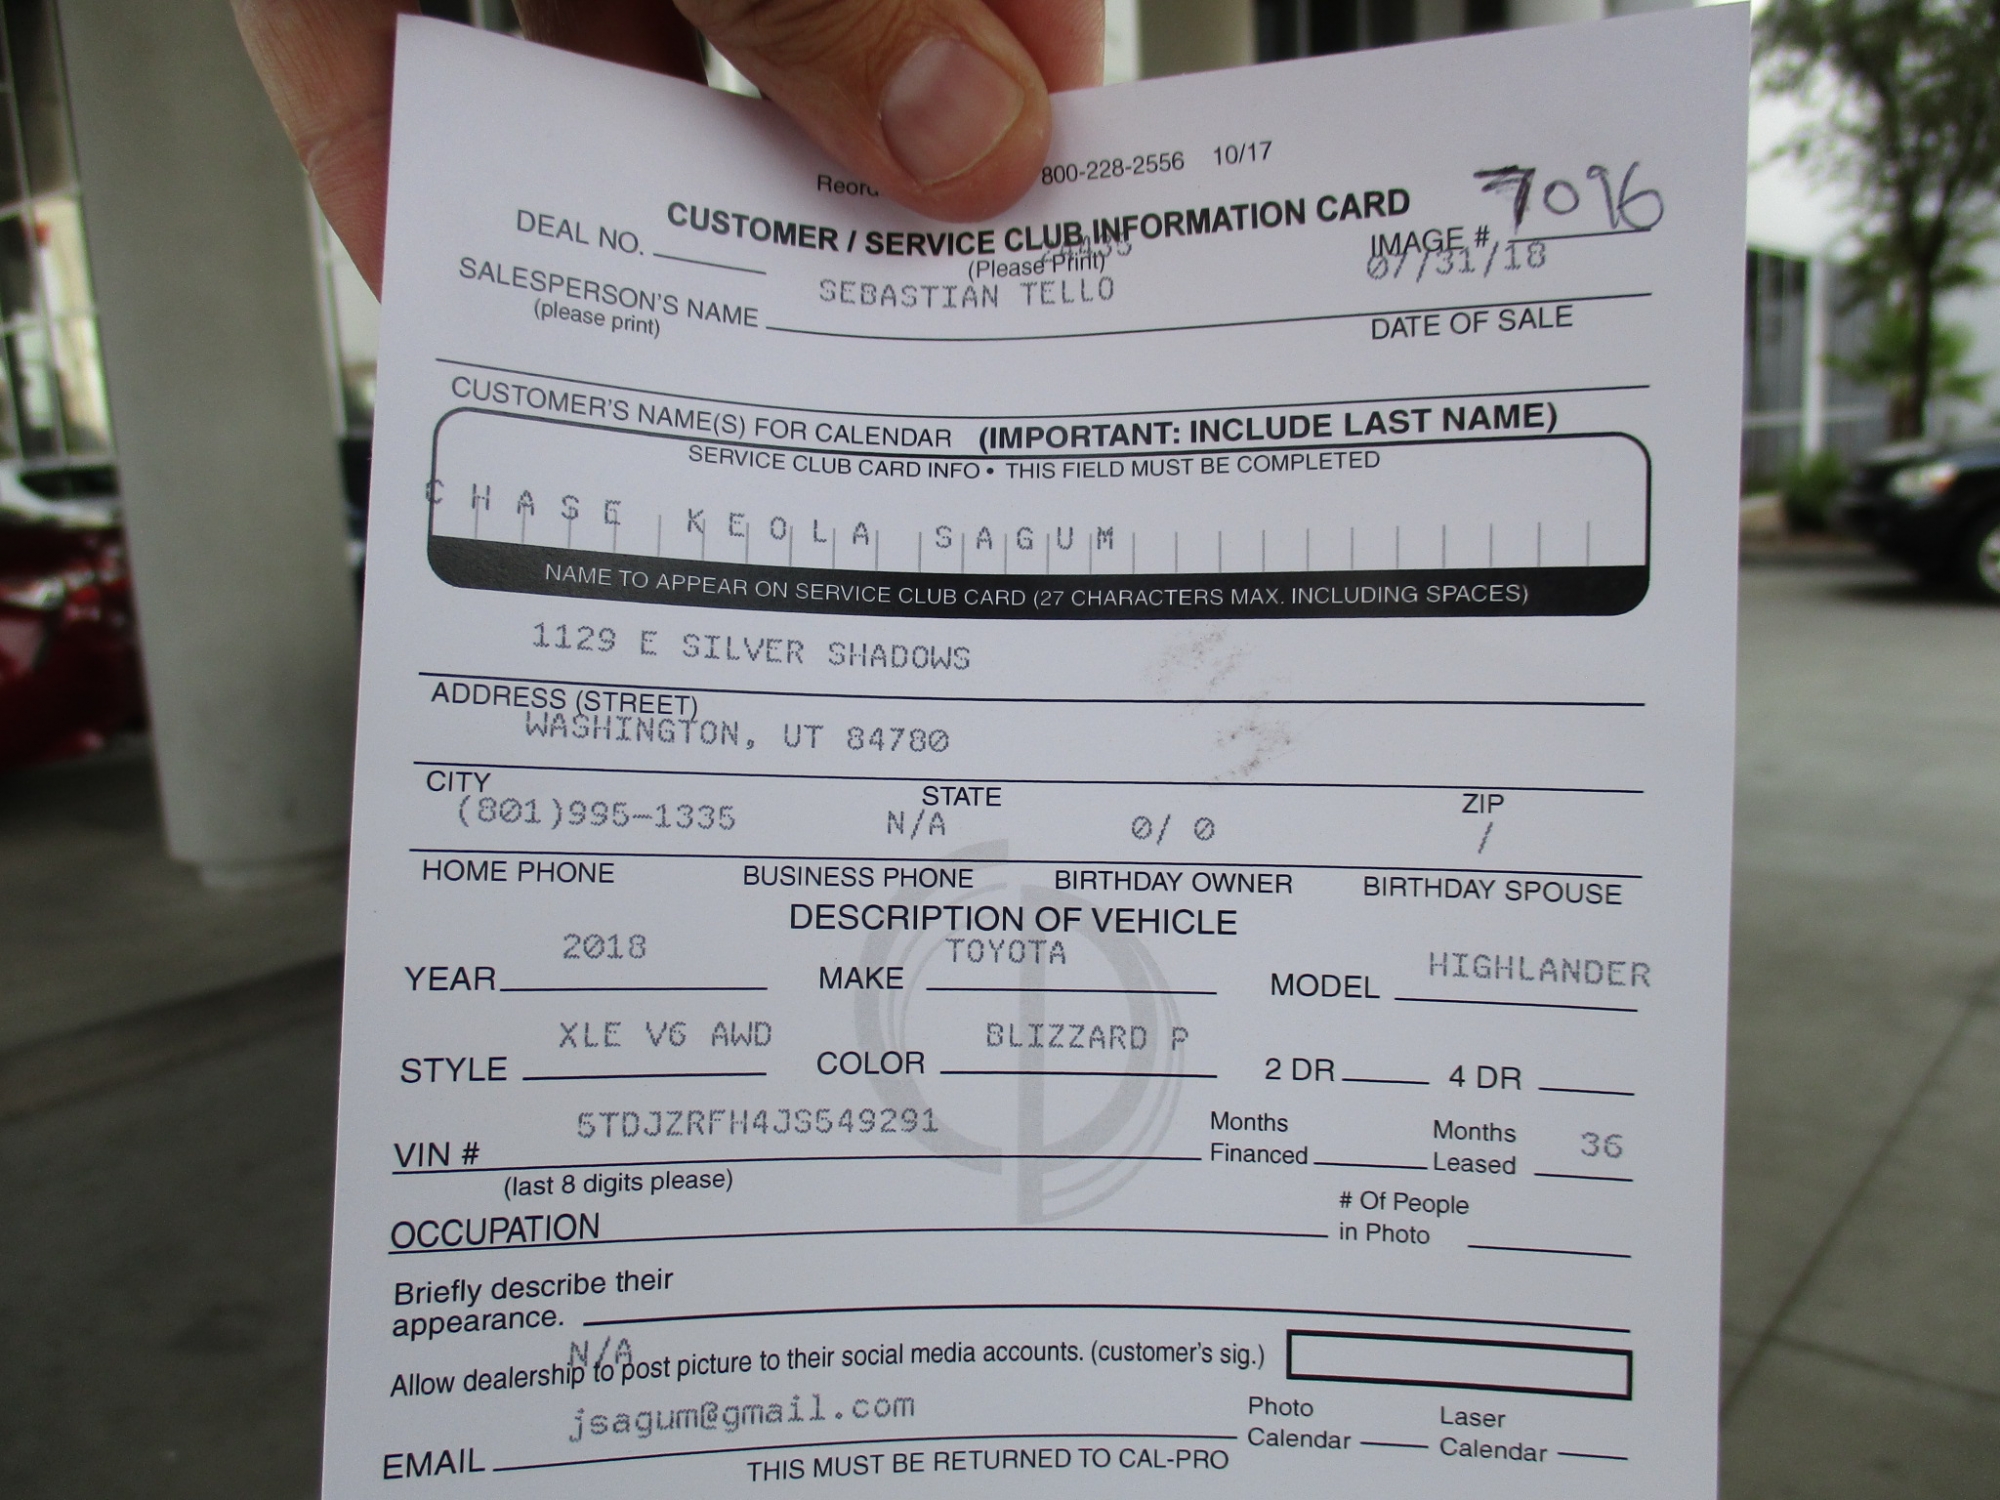 800-228-2556 10/17
CUSTOMER / SERVICE CLUB INFORMATION CARD
(Please Print)
DEAL NO.
IMAGE # 7096
07/31/18
SALESPERSON'S NAME SEBASTIAN TELLO
(please print)
DATE OF SALE
CUSTOMER'S NAME(S) FOR CALENDAR (IMPORTANT: INCLUDE LAST NAME)
SERVICE CLUB CARD INFO • THIS FIELD MUST BE COMPLETED
CHASE KEOLA SAGUM
NAME TO APPEAR ON SERVICE CLUB CARD (27 CHARACTERS MAX. INCLUDING SPACES)
1129 E SILVER SHADOWS
ADDRESS (STREET)
WASHINGTON, UT 84780
CITY STATE ZIP
(801)995-1335 N/A 0/ 0 /
HOME PHONE BUSINESS PHONE BIRTHDAY OWNER BIRTHDAY SPOUSE
DESCRIPTION OF VEHICLE
YEAR 2018 MAKE TOYOTA MODEL HIGHLANDER
STYLE XLE V6 AWD COLOR BLIZZARD P 2 DR 4 DR
VIN # 5TDJZRFH4JS549291 Months Financed Months Leased 36
(last 8 digits please)
OCCUPATION # Of People in Photo
Briefly describe their
appearance.
N/A
Allow dealership to post picture to their social media accounts. (customer's sig.)
EMAIL jsagum@gmail.com Photo Calendar Laser Calendar
THIS MUST BE RETURNED TO CAL-PRO